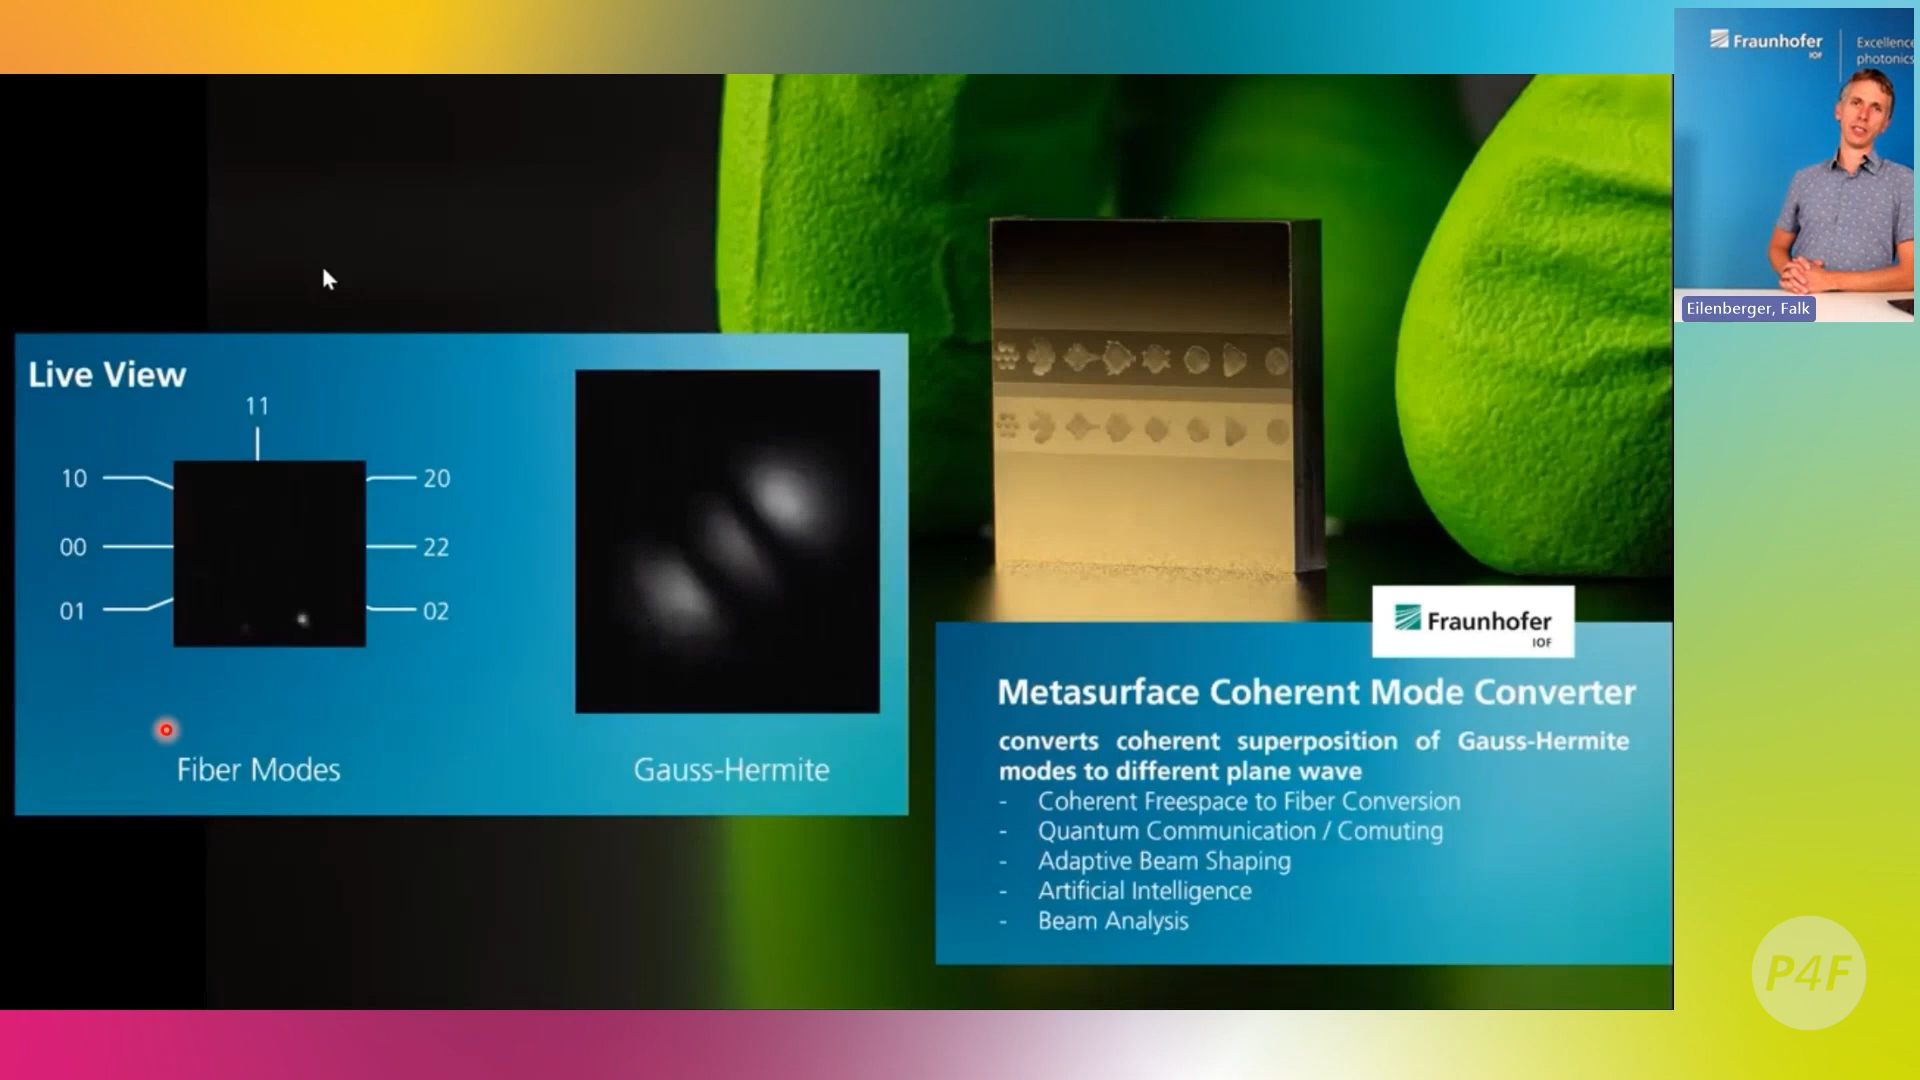 Live View
11
10
20
00
22
01
02
Fiber Modes
Gauss-Hermite
Fraunhofer
IOF
Metasurface Coherent Mode Converter
converts coherent superposition of Gauss-Hermite
modes to different plane wave
- Coherent Freespace to Fiber Conversion
- Quantum Communication / Comuting
- Adaptive Beam Shaping
- Artificial Intelligence
- Beam Analysis
Fraunhofer
IOF
Excellence
photonics
Eilenberger, Falk
P4F